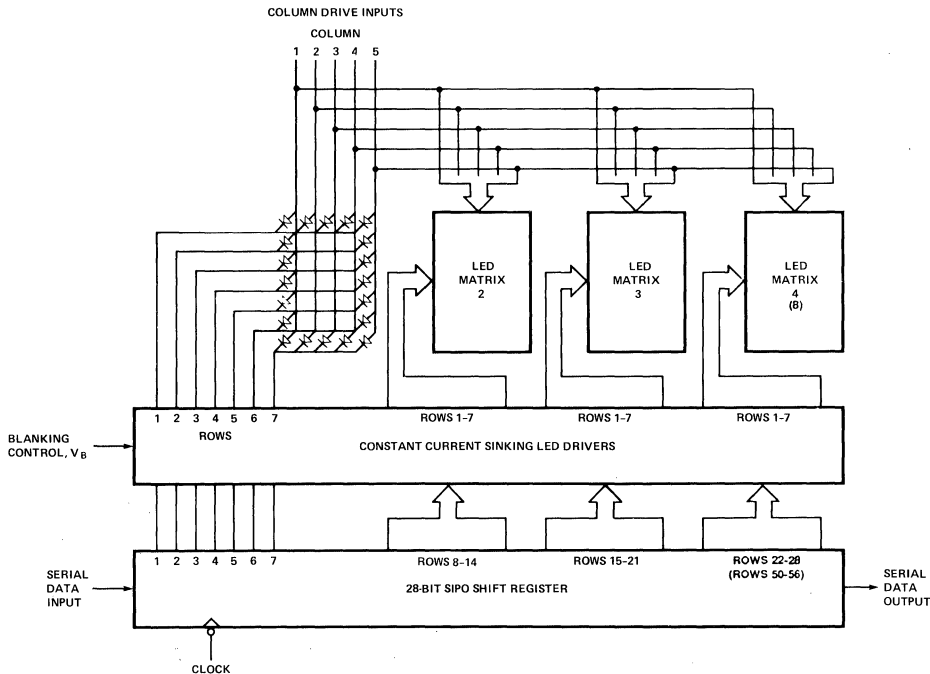 COLUMN DRIVE INPUTS
COLUMN
1 2 3 4 5
LED
MATRIX
2
LED
MATRIX
3
LED
MATRIX
4
(8)
1 2 3 4 5 6 7
ROWS
ROWS 1-7
ROWS 1-7
ROWS 1-7
BLANKING
CONTROL, VB
CONSTANT CURRENT SINKING LED DRIVERS
1 2 3 4 5 6 7
ROWS 8-14
ROWS 15-21
ROWS 22-28
(ROWS 50-56)
SERIAL
DATA
INPUT
28-BIT SIPO SHIFT REGISTER
SERIAL
DATA
OUTPUT
CLOCK